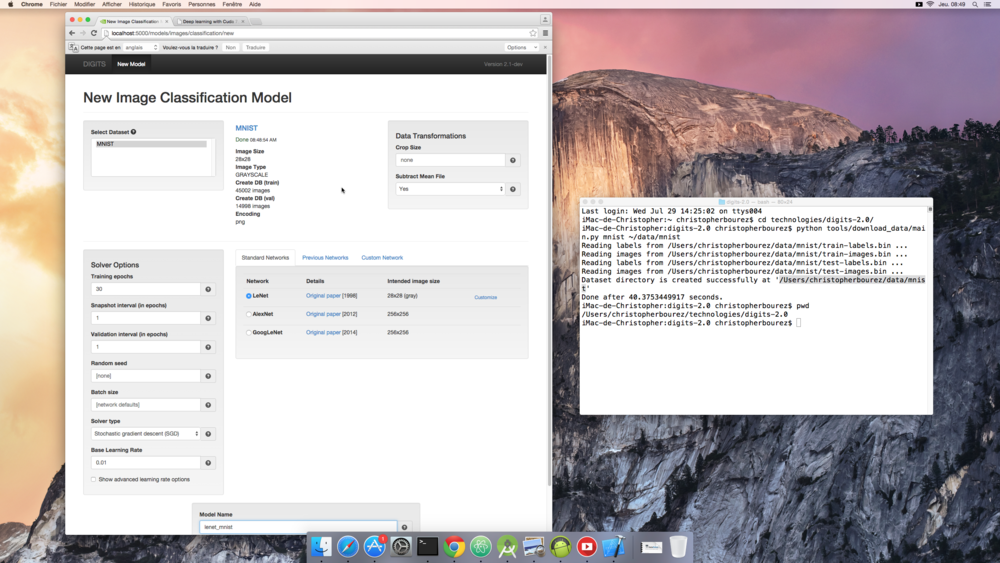 Chrome Fichier Modifier Afficher Historique Favoris Personnes Fenêtre Aide
Jeu. 08:49
New Image Classification
Deep learning with Cuda
localhost:5000/models/images/classification/new
Cette page est en anglais Voulez-vous la traduire ? Non Traduire Options
DIGITS New Model Version 2.1-dev
New Image Classification Model
Select Dataset
MNIST
MNIST
Done 08:48:54 AM
Image Size
28x28
Image Type
GRAYSCALE
Create DB (train)
45002 images
Create DB (val)
14998 images
Encoding
png
Data Transformations
Crop Size
none
Subtract Mean File
Yes
Solver Options
Training epochs
30
Snapshot interval (in epochs)
1
Validation interval (in epochs)
1
Random seed
[none]
Batch size
[network defaults]
Solver type
Stochastic gradient descent (SGD)
Base Learning Rate
0.01
Show advanced learning rate options
Standard Networks Previous Networks Custom Network
Network Details Intended image size
LeNet Original paper [1998] 28x28 (gray) Customize
AlexNet Original paper [2012] 256x256
GoogLeNet Original paper [2014] 256x256
Model Name
lenet_mnist
digits-2.0 — bash — 80x24
Last login: Wed Jul 29 14:25:02 on ttys004
iMac-de-Christopher:~ christopherbourez$ cd technologies/digits-2.0/
iMac-de-Christopher:digits-2.0 christopherbourez$ python tools/download_data/mai
n.py mnist ~/data/mnist
Reading labels from /Users/christopherbourez/data/mnist/train-labels.bin ...
Reading images from /Users/christopherbourez/data/mnist/train-images.bin ...
Reading labels from /Users/christopherbourez/data/mnist/test-labels.bin ...
Reading images from /Users/christopherbourez/data/mnist/test-images.bin ...
Dataset directory is created successfully at '/Users/christopherbourez/data/mnis
t'
Done after 40.3753449917 seconds.
iMac-de-Christopher:digits-2.0 christopherbourez$ pwd
/Users/christopherbourez/technologies/digits-2.0
iMac-de-Christopher:digits-2.0 christopherbourez$
1